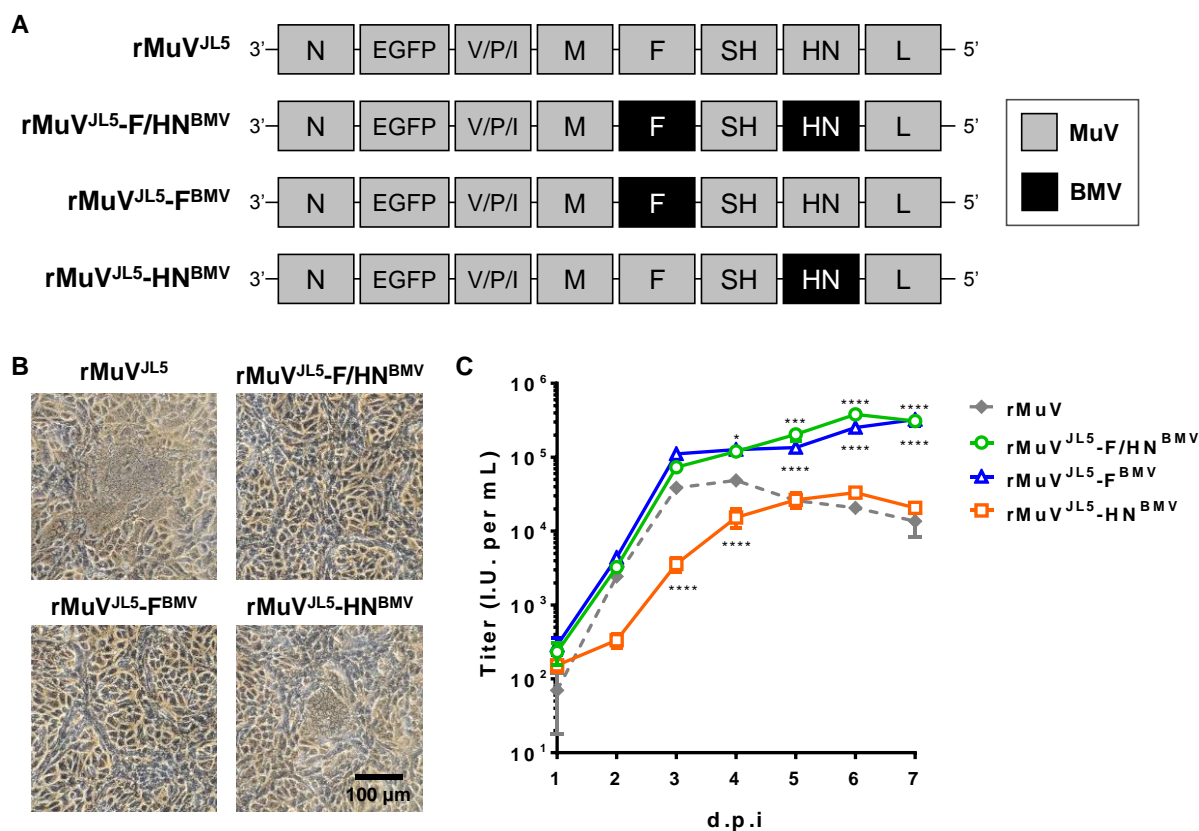 A
rMuV^JL5 3'– N EGFP V/P/I M F SH HN L 5'
rMuV^JL5-F/HN^BMV 3'– N EGFP V/P/I M F SH HN L 5'
rMuV^JL5-F^BMV 3'– N EGFP V/P/I M F SH HN L 5'
rMuV^JL5-HN^BMV 3'– N EGFP V/P/I M F SH HN L 5'
MuV
BMV
B
rMuV^JL5 rMuV^JL5-F/HN^BMV
rMuV^JL5-F^BMV rMuV^JL5-HN^BMV
100 µm
C
Titer (I.U. per mL)
10^6
10^5
10^4
10^3
10^2
10^1
1 2 3 4 5 6 7
d.p.i
**** **** * *** **** **** **** **** ****
rMuV
rMuV^JL5-F/HN^BMV
rMuV^JL5-F^BMV
rMuV^JL5-HN^BMV